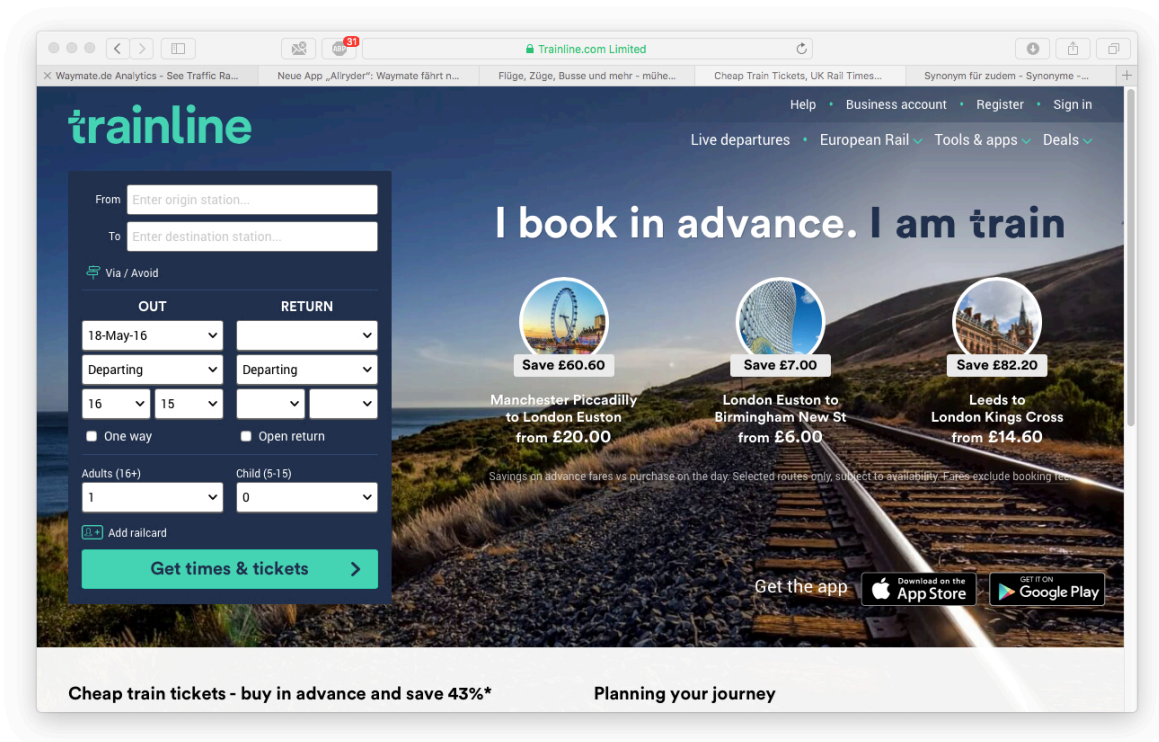 31
Trainline.com Limited
Waymate.de Analytics - See Traffic Ra...
Neue App „Allryder“: Waymate fährt n...
Flüge, Züge, Busse und mehr - mühe...
Cheap Train Tickets, UK Rail Times...
Synonym für zudem - Synonyme -...
Help • Business account • Register • Sign in
trainline
Live departures • European Rail Tools & apps Deals
From Enter origin station...
To Enter destination station...
Via / Avoid
I book in advance. I am train
OUT RETURN
18-May-16
Departing Departing
16 15
One way Open return
Adults (16+) Child (5-15)
1 0
Add railcard
Get times & tickets
Save £60.60
Manchester Piccadilly
to London Euston
from £20.00
Save £7.00
London Euston to
Birmingham New St
from £6.00
Save £82.20
Leeds to
London Kings Cross
from £14.60
Savings on advance fares vs purchase on the day. Selected routes only, subject to availability. Fares exclude booking fee.
Get the app
Download on the
App Store
GET IT ON
Google Play
Cheap train tickets - buy in advance and save 43%*
Planning your journey